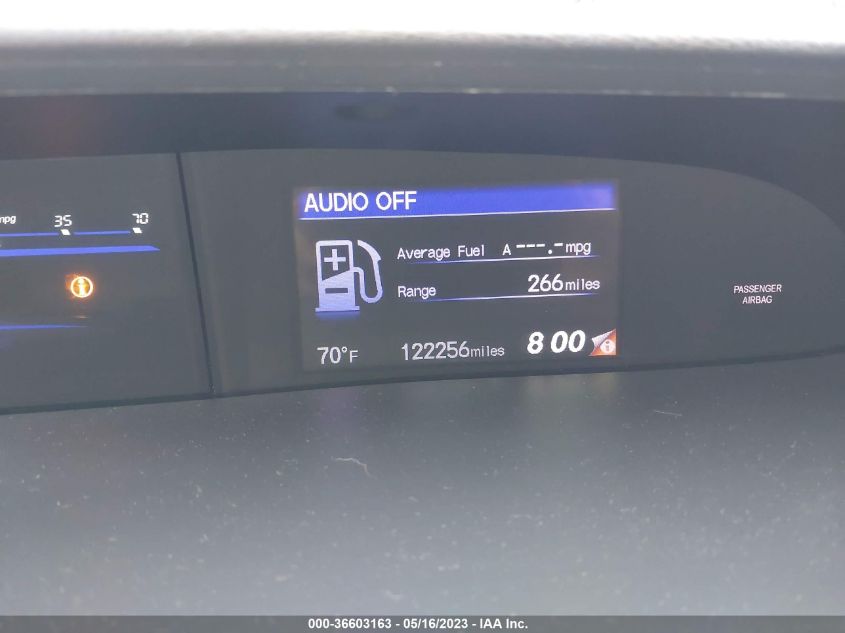 mpg 35 70
AUDIO OFF
Average Fuel A ---.- mpg
Range 266 miles
70°F 122256 miles 8 00
PASSENGER
AIRBAG
000-36603163 - 05/16/2023 - IAA Inc.